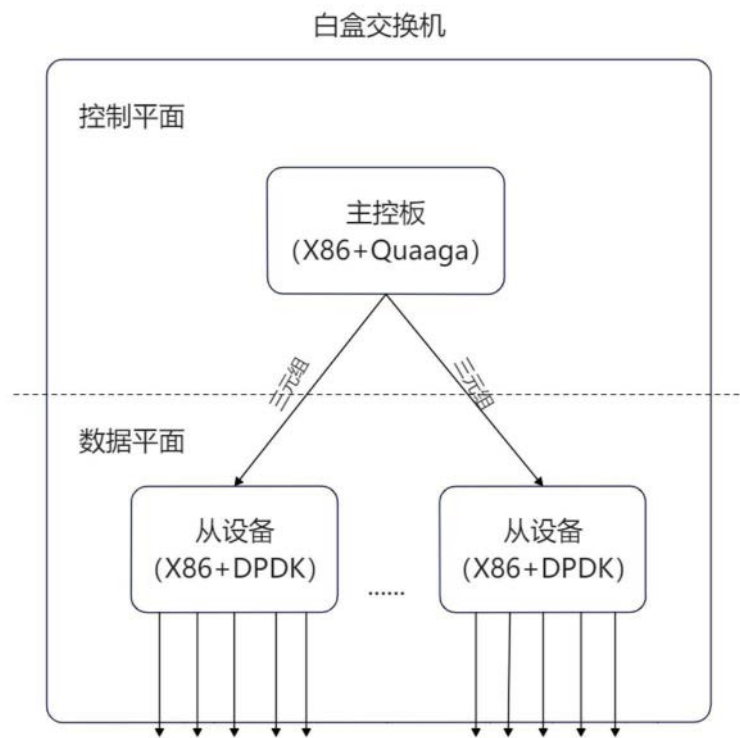 白盒交换机
控制平面
主控板
(X86+Quaaga)
三元组
三元组
数据平面
从设备
(X86+DPDK)
......
从设备
(X86+DPDK)